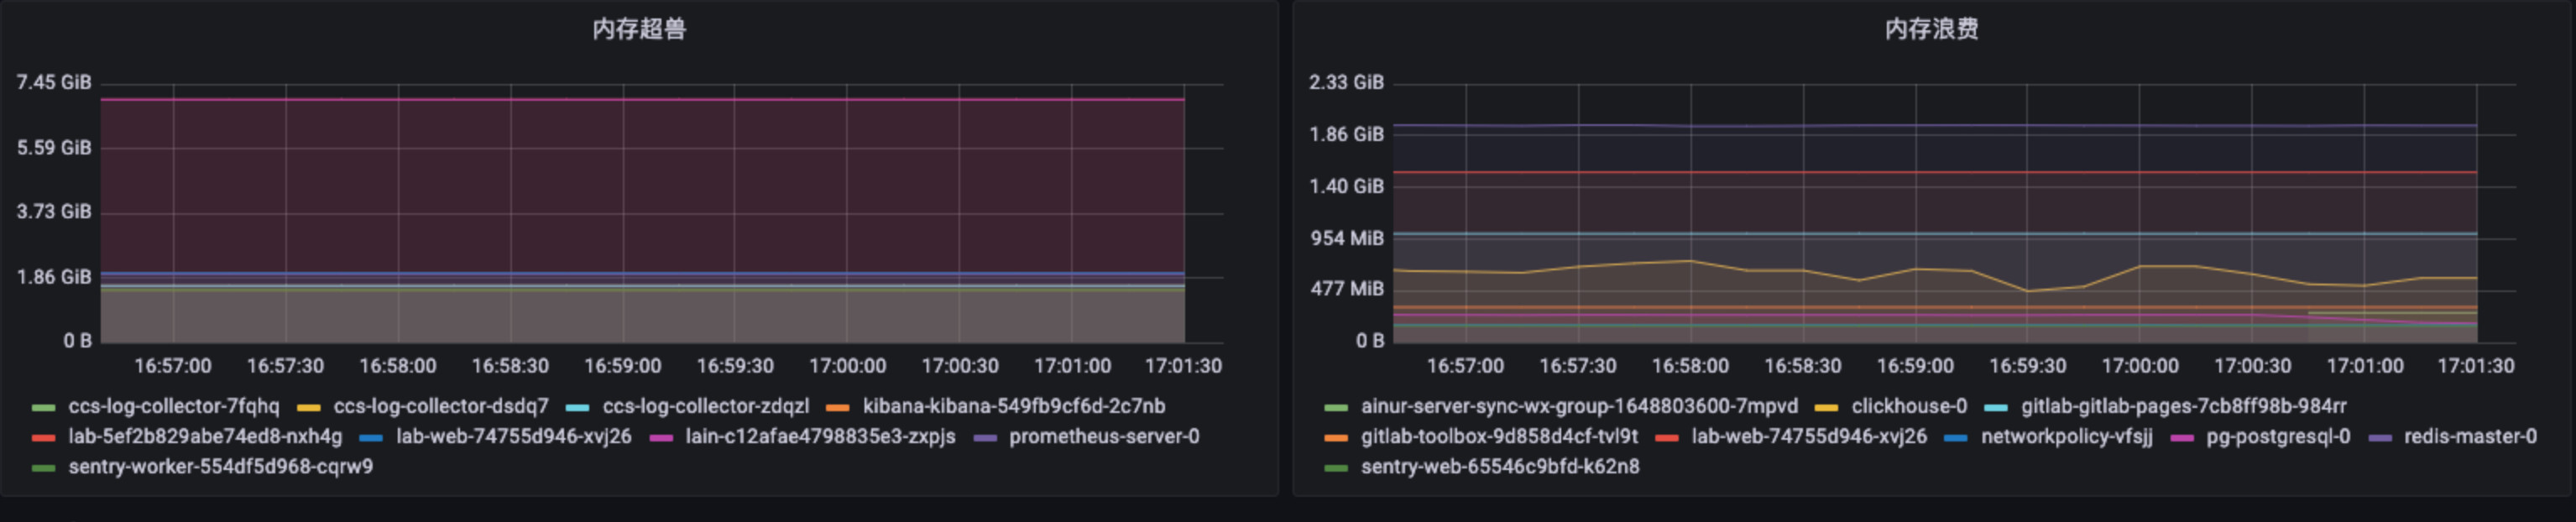 内存超兽
7.45 GiB
5.59 GiB
3.73 GiB
1.86 GiB
0 B
16:57:00 16:57:30 16:58:00 16:58:30 16:59:00 16:59:30 17:00:00 17:00:30 17:01:00 17:01:30
ccs-log-collector-7fqhq ccs-log-collector-dsdq7 ccs-log-collector-zdqzl kibana-kibana-549fb9cf6d-2c7nb
lab-5ef2b829abe74ed8-nxh4g lab-web-74755d946-xvj26 lain-c12afae4798835e3-zxpjs prometheus-server-0
sentry-worker-554df5d968-cqrw9
内存浪费
2.33 GiB
1.86 GiB
1.40 GiB
954 MiB
477 MiB
0 B
16:57:00 16:57:30 16:58:00 16:58:30 16:59:00 16:59:30 17:00:00 17:00:30 17:01:00 17:01:30
ainur-server-sync-wx-group-1648803600-7mpvd clickhouse-0 gitlab-gitlab-pages-7cb8ff98b-984rr
gitlab-toolbox-9d858d4cf-tvl9t lab-web-74755d946-xvj26 networkpolicy-vfsjj pg-postgresql-0 redis-master-0
sentry-web-65546c9bfd-k62n8